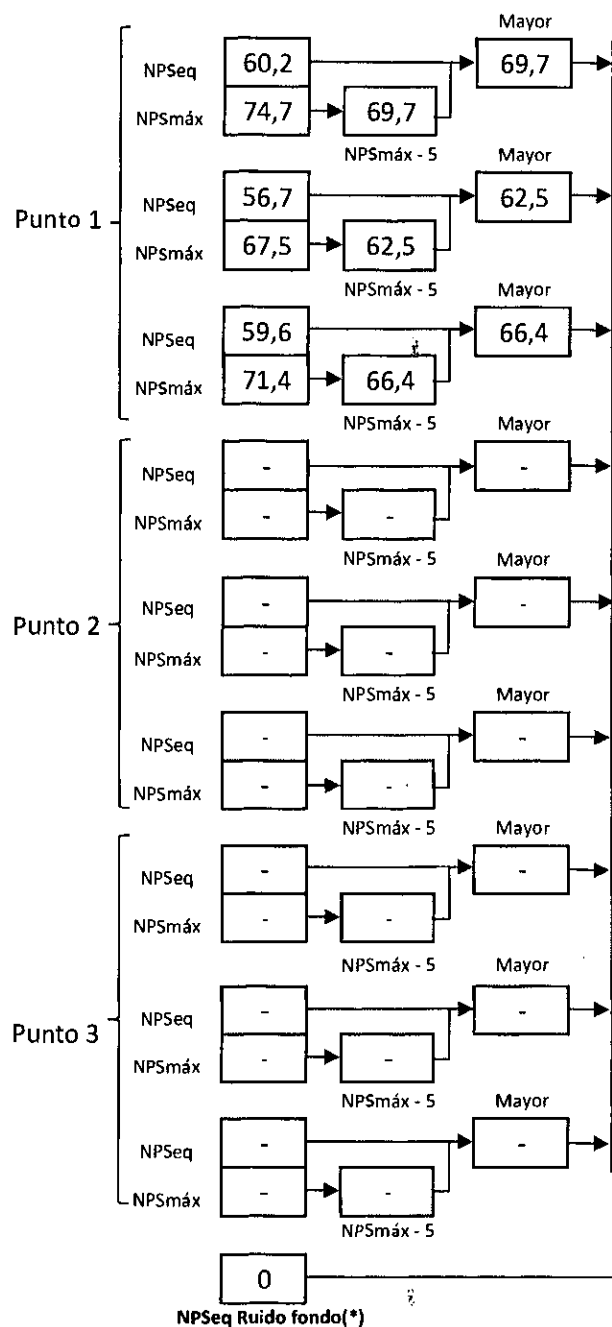 Mayor
NPSeq 60,2 69,7
NPSmáx 74,7 69,7
NPSmáx - 5
Mayor
Punto 1
NPSeq 56,7 62,5
NPSmáx 67,5 62,5
NPSmáx - 5
Mayor
NPSeq 59,6 66,4
NPSmáx 71,4 66,4
NPSmáx - 5
Mayor
NPSeq - -
NPSmáx - -
NPSmáx - 5
Mayor
Punto 2
NPSeq - -
NPSmáx - -
NPSmáx - 5
Mayor
NPSeq - -
NPSmáx - -
NPSmáx - 5
Mayor
NPSeq - -
NPSmáx - -
NPSmáx - 5
Mayor
Punto 3
NPSeq - -
NPSmáx - -
NPSmáx - 5
Mayor
NPSeq - -
NPSmáx - -
NPSmáx - 5
0
NPSeq Ruido fondo(*)